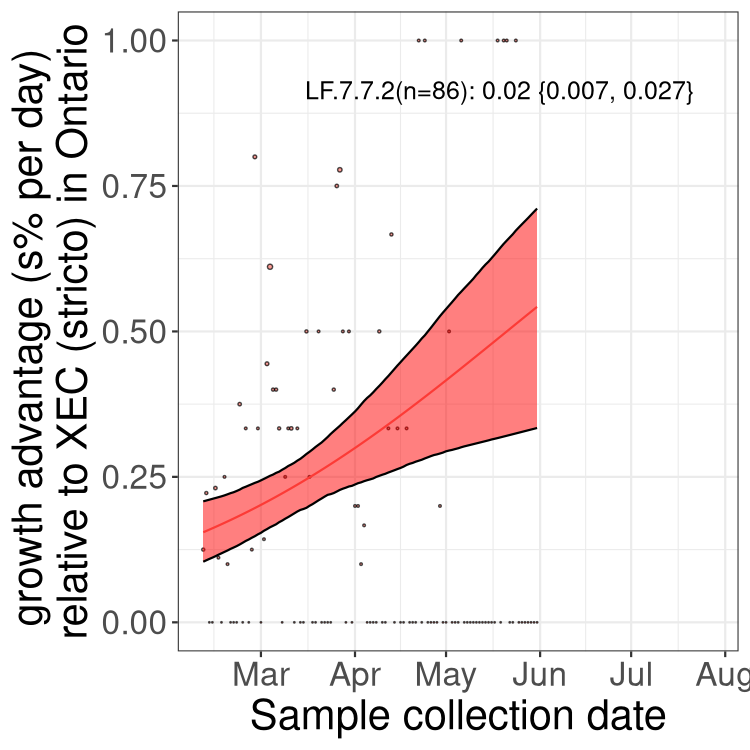 growth advantage (s% per day)
relative to XEC (stricto) in Ontario
1.00
0.75
0.50
0.25
0.00
LF.7.7.2(n=86): 0.02 {0.007, 0.027}
Mar Apr May Jun Jul Aug
Sample collection date